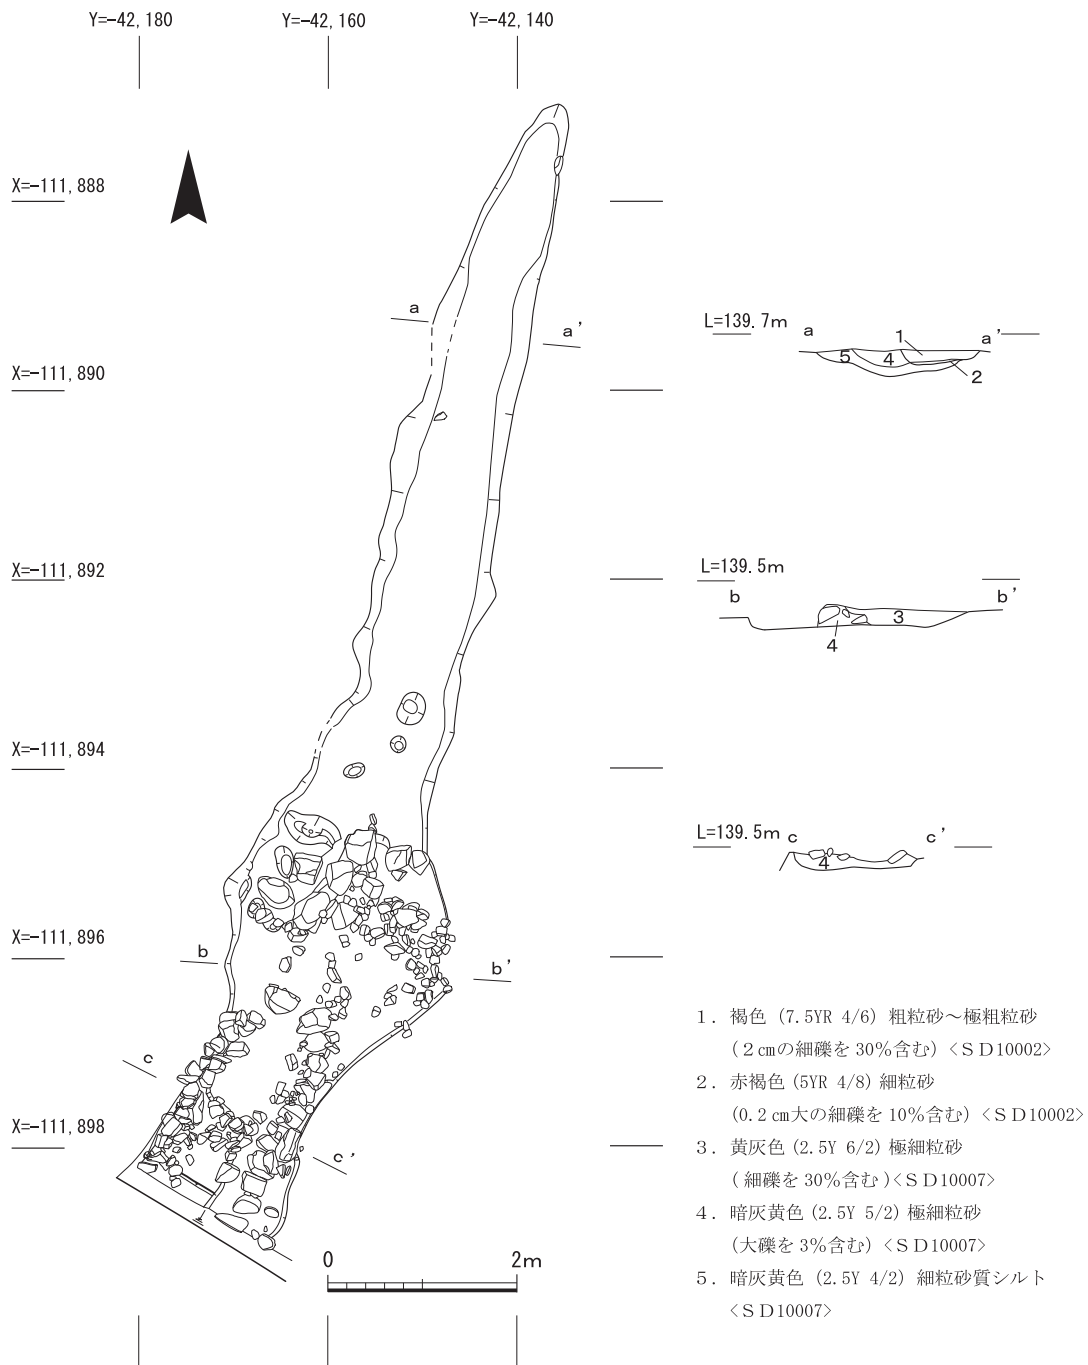 Y=-42,180
Y=-42,160
Y=-42,140
X=-111,888
X=-111,890
X=-111,892
X=-111,894
X=-111,896
X=-111,898
a
a'
b
b'
c
c'
0
2m
L=139.7m
a
a'
1
5
4
2
L=139.5m
b
b'
3
4
L=139.5m
c
c'
4
1．褐色 (7.5YR 4/6) 粗粒砂～極粗粒砂
(2㎝の細礫を30%含む) <ＳＤ10002>
2．赤褐色 (5YR 4/8) 細粒砂
(0.2㎝大の細礫を10%含む) <ＳＤ10002>
3．黄灰色 (2.5Y 6/2) 極細粒砂
(細礫を30%含む)<ＳＤ10007>
4．暗灰黄色 (2.5Y 5/2) 極細粒砂
(大礫を3%含む) <ＳＤ10007>
5．暗灰黄色 (2.5Y 4/2) 細粒砂質シルト
<ＳＤ10007>